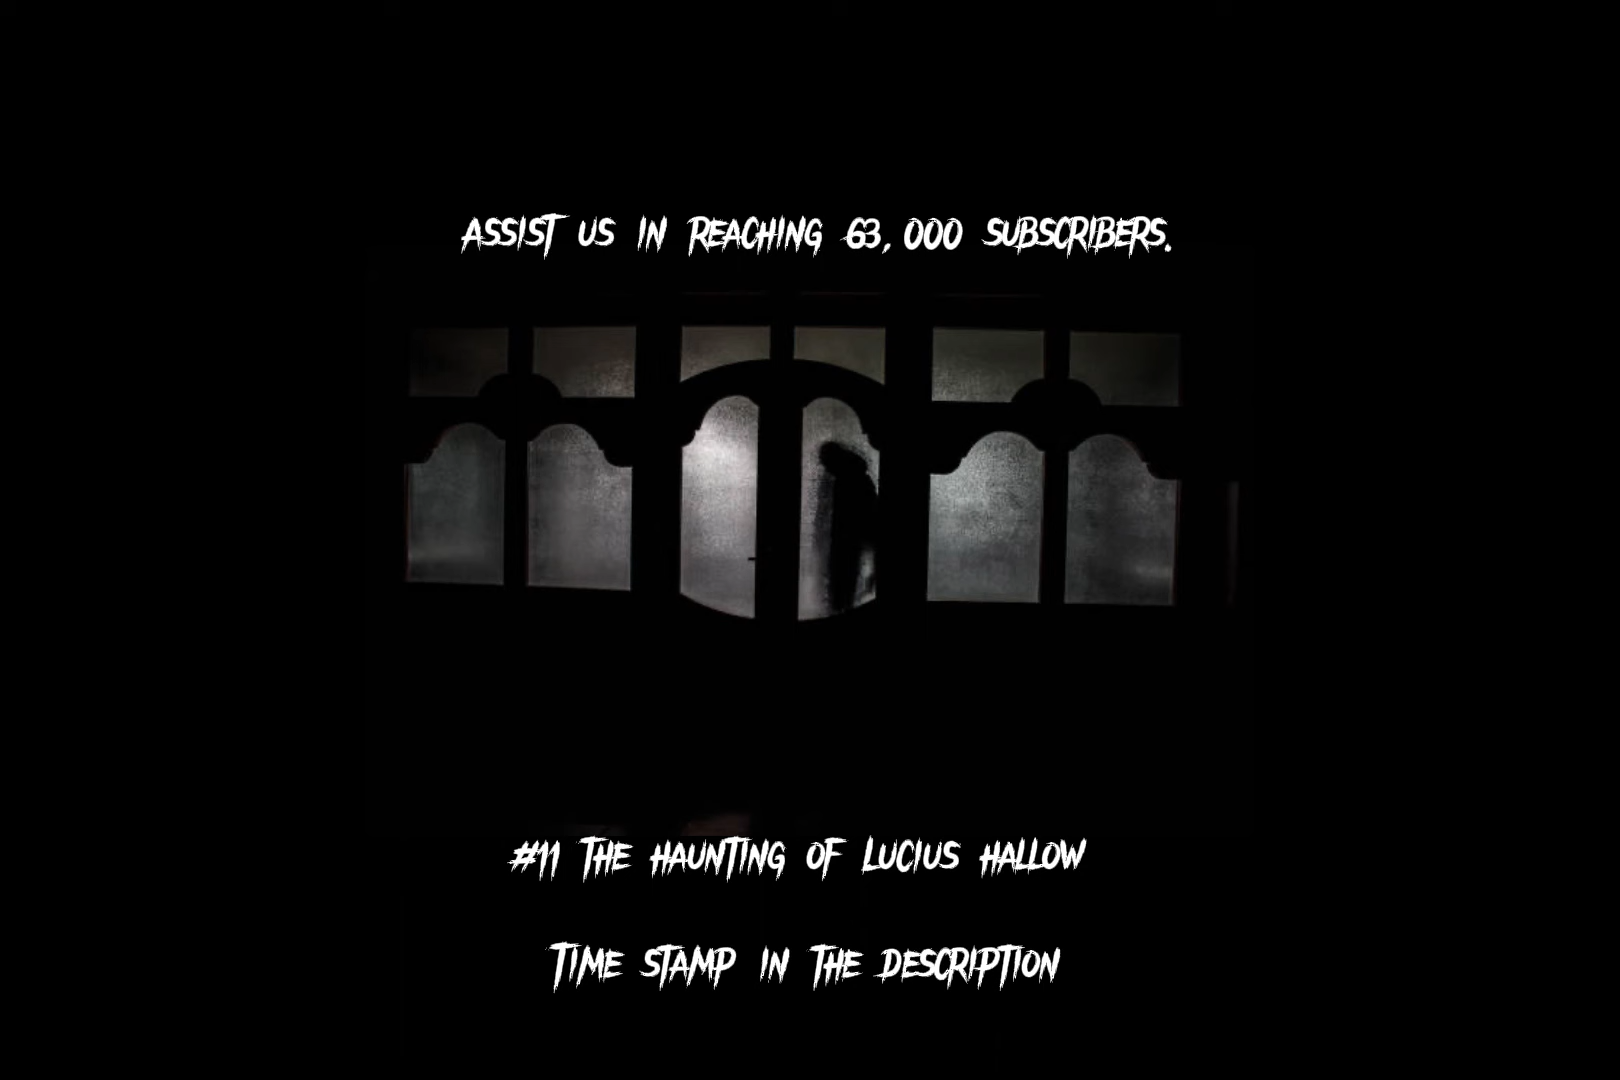 ASSIST US IN REACHING 63,000 SUBSCRIBERS.
#11 THE HAUNTING OF LUCIUS HALLOW
TIME STAMP IN THE DESCRIPTION